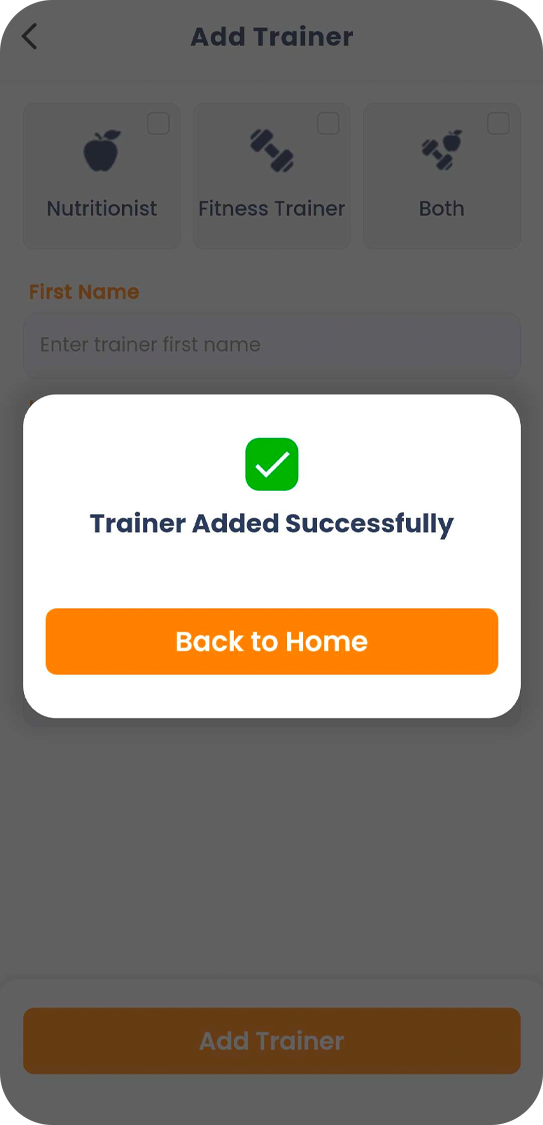 Add Trainer
Nutritionist
Fitness Trainer
Both
First Name
Enter trainer first name
Trainer Added Successfully
Back to Home
Add Trainer